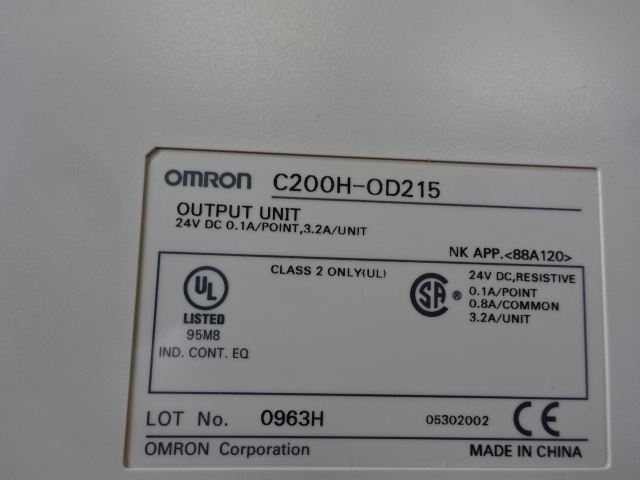 OMRON C200H-OD215
OUTPUT UNIT
24V DC 0.1A/POINT,3.2A/UNIT
NK APP.<88A120>
CLASS 2 ONLY(UL)
UL
LISTED
95M8
IND. CONT. EQ
SA ®
24V DC,RESISTIVE
0.1A/POINT
0.8A/COMMON
3.2A/UNIT
LOT No. 0963H 05302002 CE
OMRON Corporation MADE IN CHINA